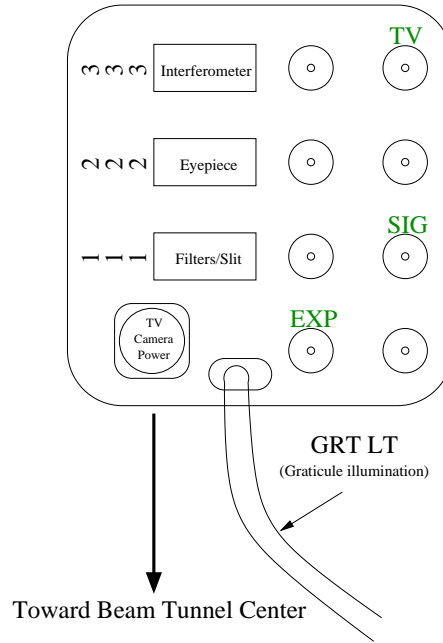 TV
3 3 3 Interferometer
2 2 2 Eyepiece
SIG
1 1 1 Filters/Slit
EXP
TV
Camera
Power
GRT LT
(Graticule illumination)
Toward Beam Tunnel Center